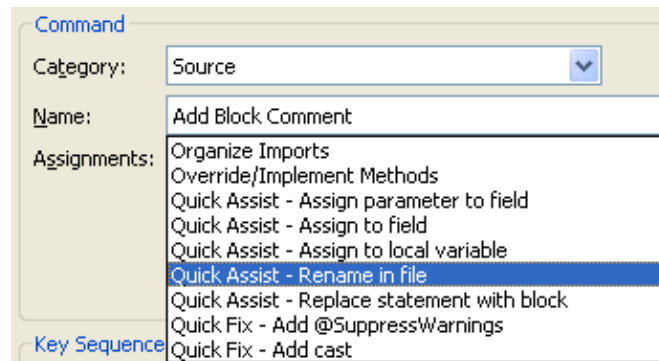 Command
Category: Source
Name: Add Block Comment
Assignments: Organize Imports
Override/Implement Methods
Quick Assist - Assign parameter to field
Quick Assist - Assign to field
Quick Assist - Assign to local variable
Quick Assist - Rename in file
Quick Assist - Replace statement with block
Quick Fix - Add @SuppressWarnings
Key Sequence Quick Fix - Add cast